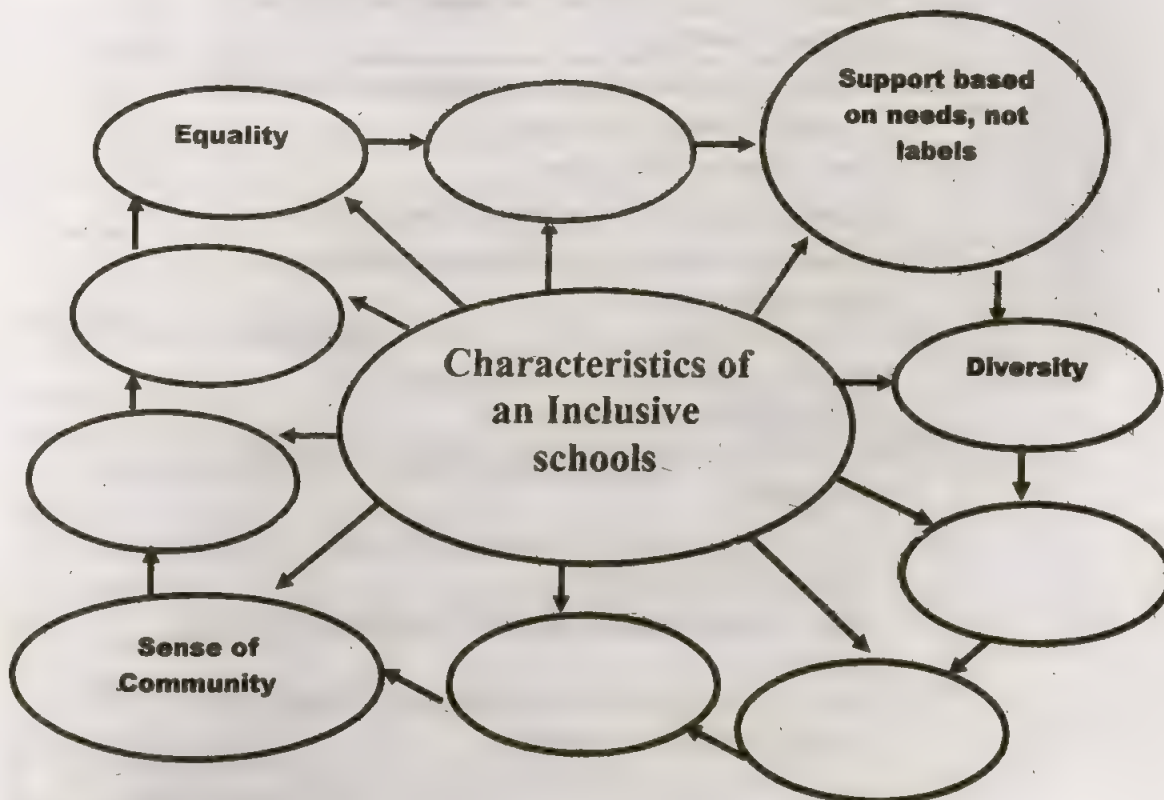 Equality
Support based
on needs, not
labels
Characteristics of
an Inclusive
schools
Diversity
Sense of
Community